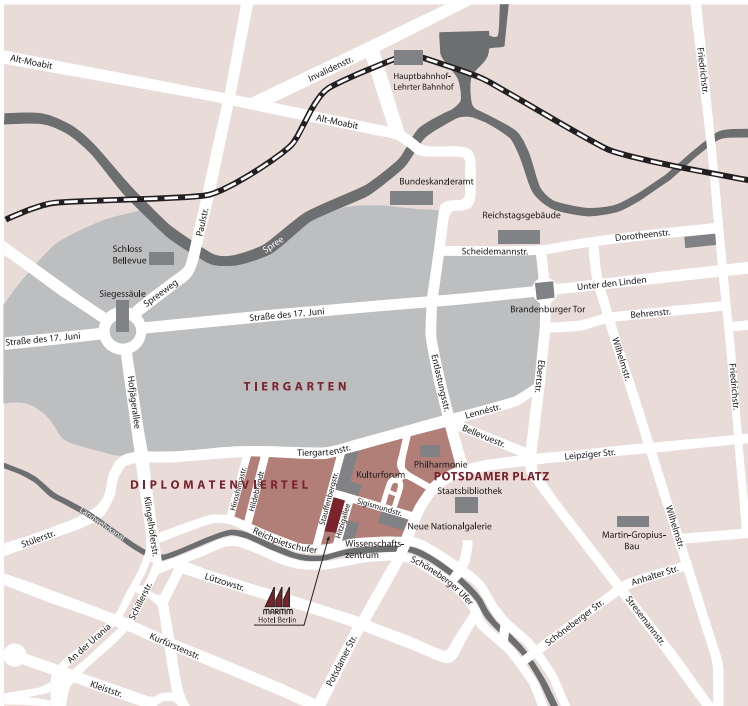 Alt-Moabit
Invalidenstr.
Hauptbahnhof-
Lehrter Bahnhof
Friedrichstr.
Alt-Moabit
Bundeskanzleramt
Paulstr.
Reichstagsgebäude
Dorotheenstr.
Schloss
Bellevue
Spree
Scheidemannstr.
Spreeweg
Siegessäule
Unter den Linden
Brandenburger Tor
Straße des 17. Juni
Behrenstr.
Straße des 17. Juni
Wilhelmstr.
Hofjägerallee
Entlastungsstr.
Ebertstr.
Friedrichstr.
TIERGARTEN
Lennéstr.
Bellevuestr.
Tiergartenstr.
Leipziger Str.
Philharmonie
Kulturforum
POTSDAMER PLATZ
DIPLOMATENVIERTEL
Hiroshimastr.
Hildebrandt
Stauffenbergstr.
Hitzigallee
Sigismundstr.
Staatsbibliothek
Klingelhöferstr.
Landwehrkanal
Neue Nationalgalerie
Wilhelmstr.
Martin-Gropius-
Bau
Stülerstr.
Reichpietschufer
Wissenschafts-
zentrum
Schöneberger Ufer
Anhalter Str.
Lützowstr.
Schillerstr.
MARITIM
Hotel Berlin
Schöneberger Str.
Stresemannstr.
An der Urania
Kurfürstenstr.
Potsdamer Str.
Kleiststr.